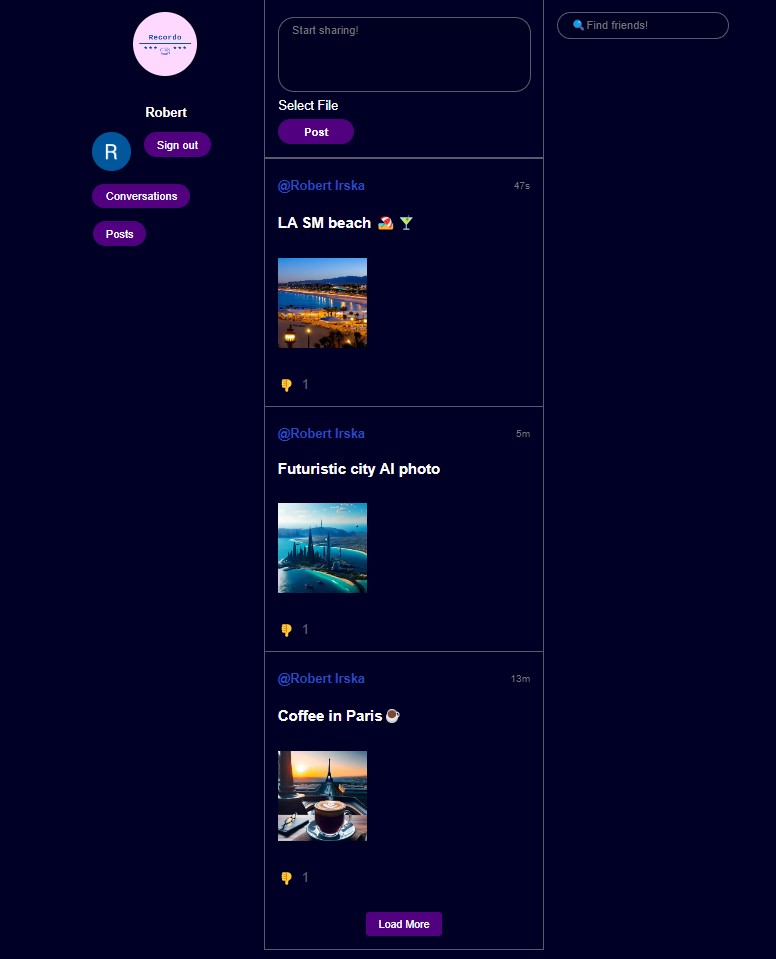 Recordo
Robert
R
Sign out
Conversations
Posts
Start sharing!
Select File
Post
@Robert Irska
47s
LA SM beach 🏖️🍸
👎 1
@Robert Irska
5m
Futuristic city AI photo
👎 1
@Robert Irska
13m
Coffee in Paris☕
👎 1
Load More
🔍Find friends!